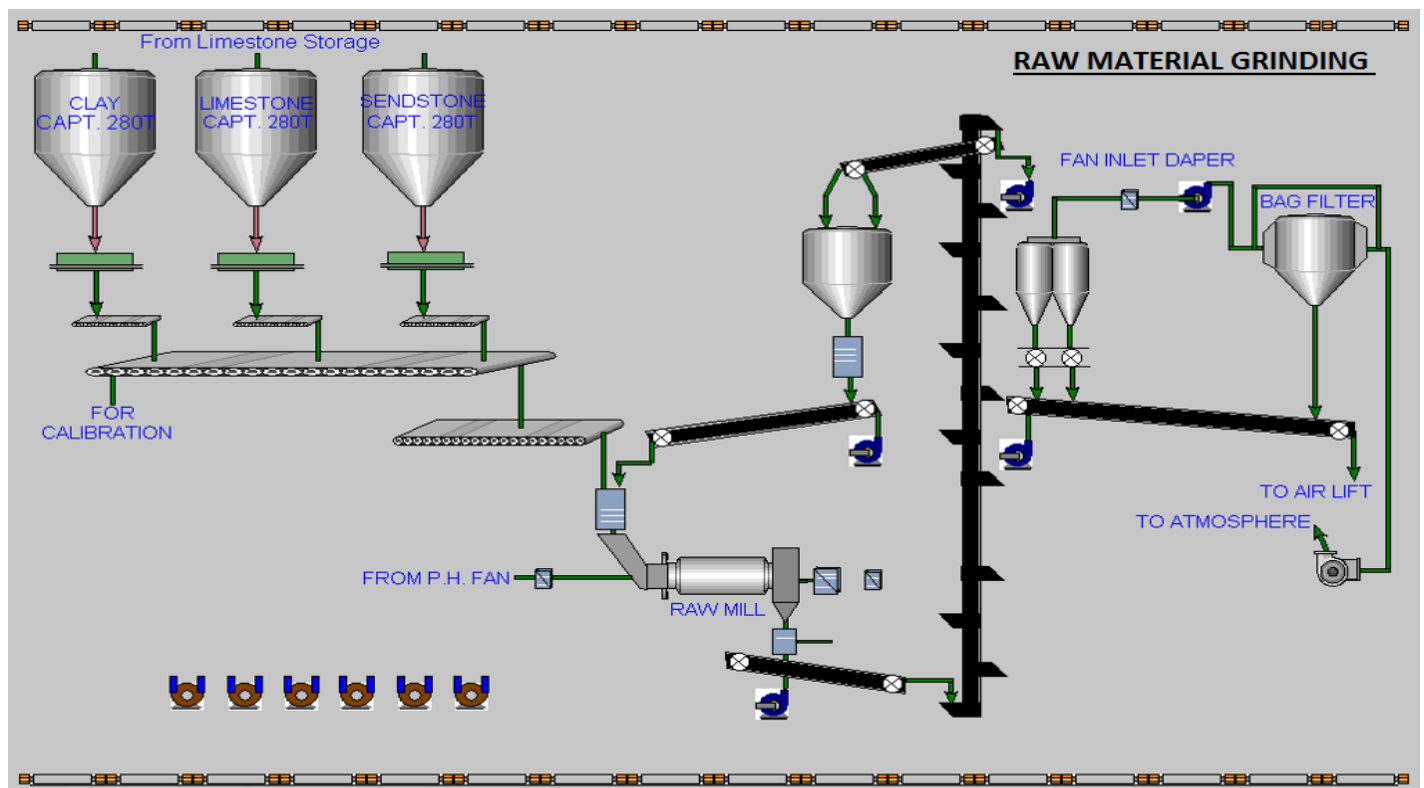 From Limestone Storage
RAW MATERIAL GRINDING
CLAY
CAPT. 280T
LIMESTONE
CAPT. 280T
SENDSTONE
CAPT. 280T
FAN INLET DAPER
BAG FILTER
FOR
CALIBRATION
TO AIR LIFT
TO ATMOSPHERE
FROM P.H. FAN
RAW MILL